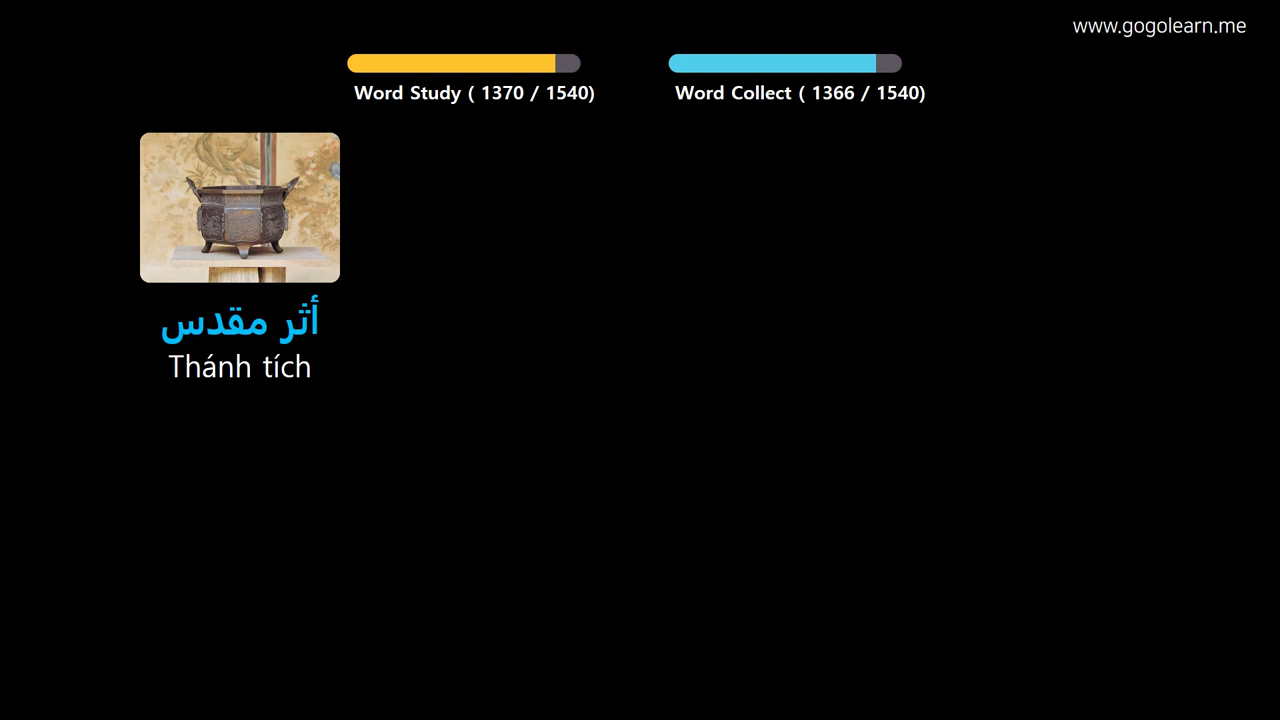 www.gogolearn.me
Word Study ( 1370 / 1540)
Word Collect ( 1366 / 1540)
أثر مقدس
Thánh tích